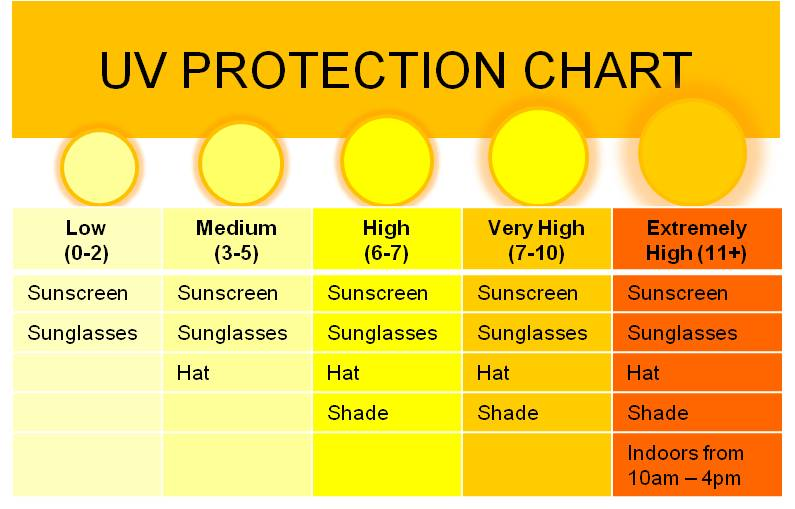 UV PROTECTION CHART
Low Medium High Very High Extremely
(0-2) (3-5) (6-7) (7-10) High (11+)
Sunscreen Sunscreen Sunscreen Sunscreen Sunscreen
Sunglasses Sunglasses Sunglasses Sunglasses Sunglasses
Hat Hat Hat Hat
Shade Shade Shade
Indoors from
10am – 4pm